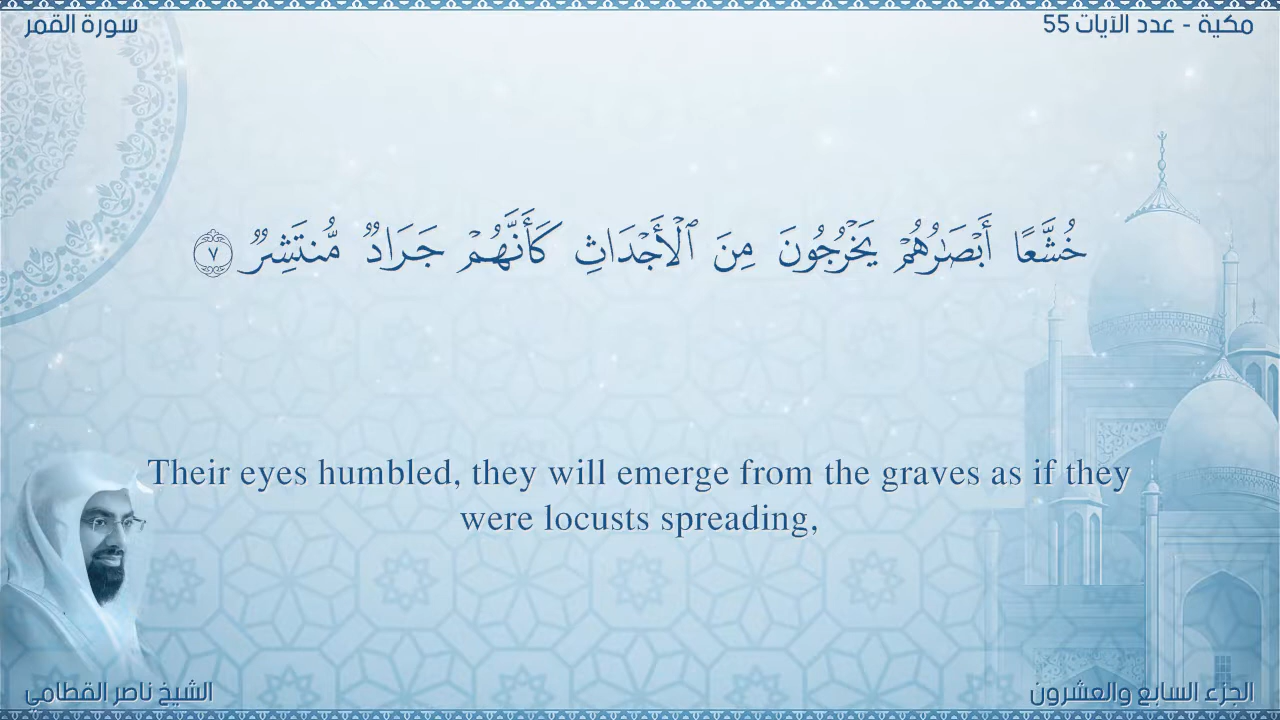 مكية - عدد الآيات 55
سورة القمر
خُشَّعًا أَبْصَٰرُهُمْ يَخْرُجُونَ مِنَ ٱلْأَجْدَاثِ كَأَنَّهُمْ جَرَادٌ مُّنتَشِرٌ ٧
Their eyes humbled, they will emerge from the graves as if they
were locusts spreading,
الجزء السابع والعشرون
الشيخ ناصر القطامي